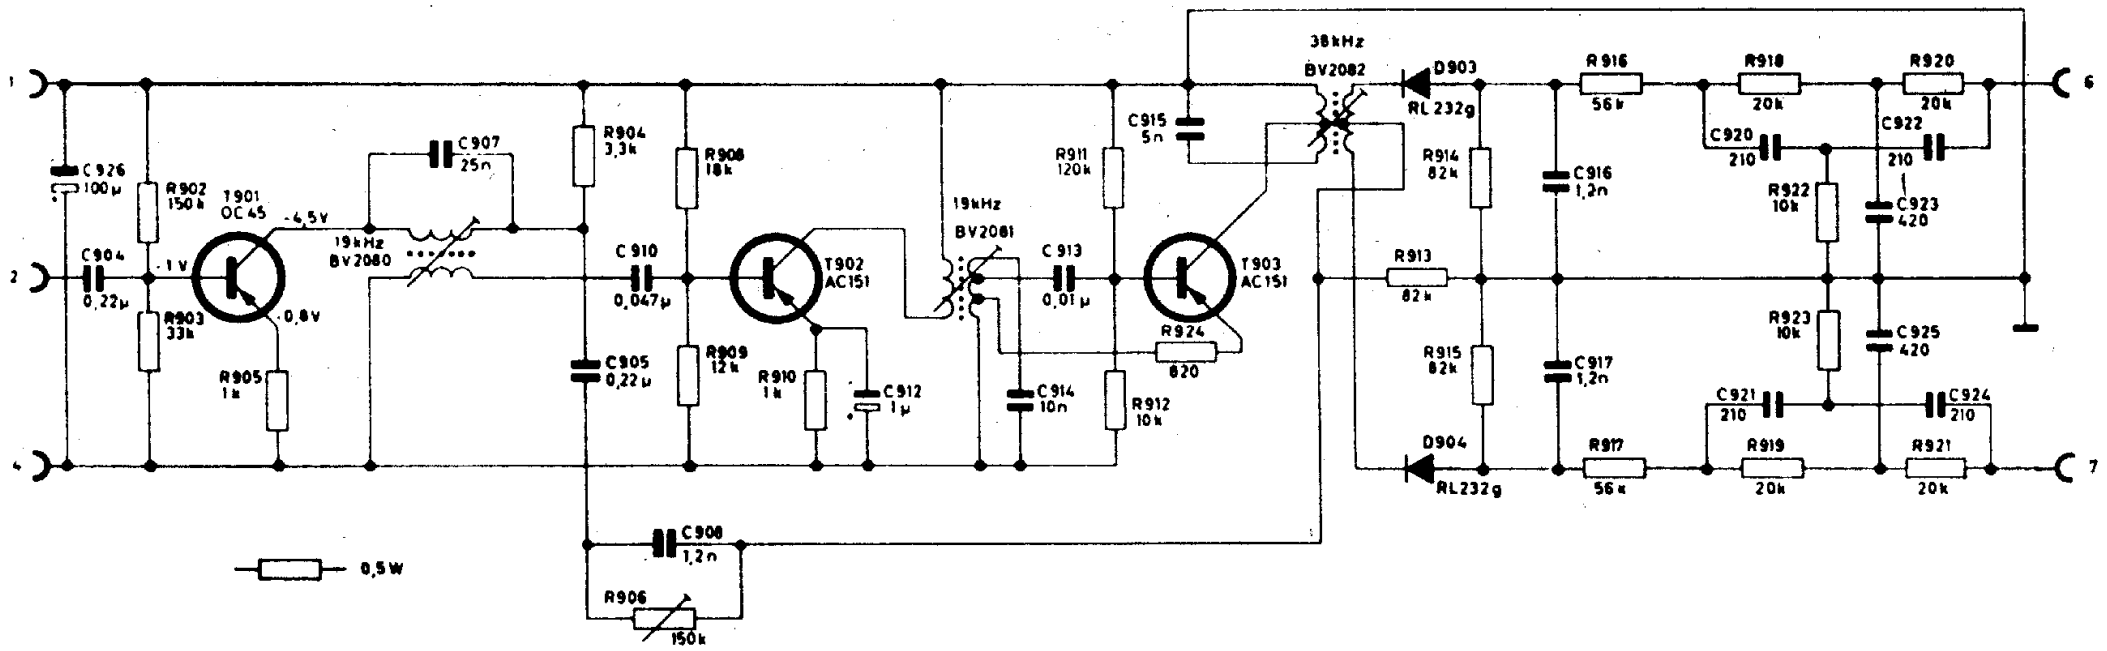 1
2
4
6
7
C926
100µ
R902
150k
T901
OC45
-4,5V
C904
0,22µ
-1V
R903
33k
-0,8V
R905
1k
C907
25n
19kHz
BV2080
R904
3,3k
R908
18k
C910
0,047µ
C905
0,22µ
R909
12k
T902
AC151
R910
1k
C912
1µ
19kHz
BV2081
C913
0,01µ
C914
10n
R911
120k
R912
10k
C915
5n
T903
AC151
R924
820
38kHz
BV2082
D903
RL232g
R914
82k
R913
82k
R915
82k
D904
RL232g
C916
1,2n
C917
1,2n
R916
56k
R918
20k
R920
20k
C920
210
C922
210
R922
10k
C923
420
R923
10k
C925
420
C921
210
C924
210
R917
56k
R919
20k
R921
20k
C908
1,2n
R906
150k
0,5W